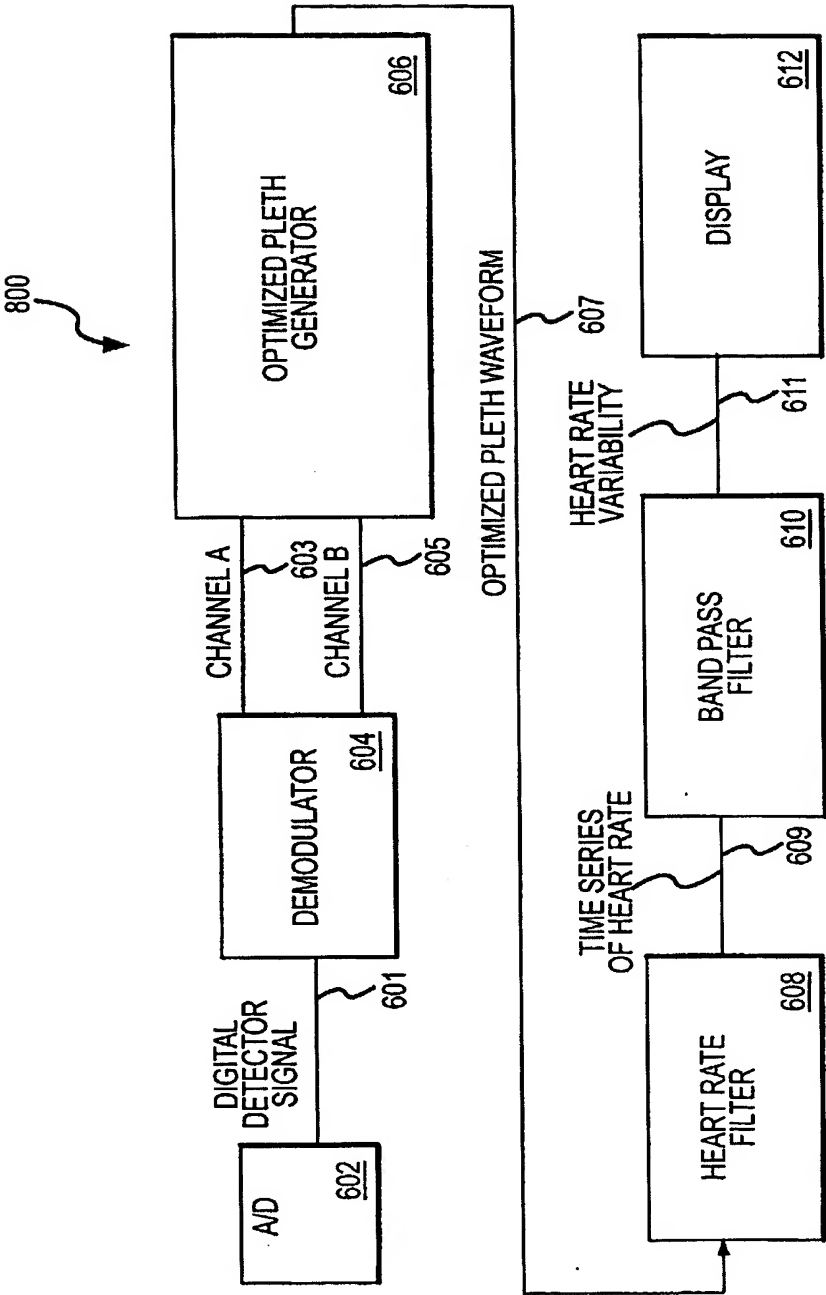 800
A/D
602
DIGITAL
DETECTOR
SIGNAL
601
DEMODULATOR
604
CHANNEL A
603
CHANNEL B
605
OPTIMIZED PLETH
GENERATOR
606
OPTIMIZED PLETH WAVEFORM
607
HEART RATE
FILTER
608
TIME SERIES
OF HEART RATE
609
BAND PASS
FILTER
610
HEART RATE
VARIABILITY
611
DISPLAY
612